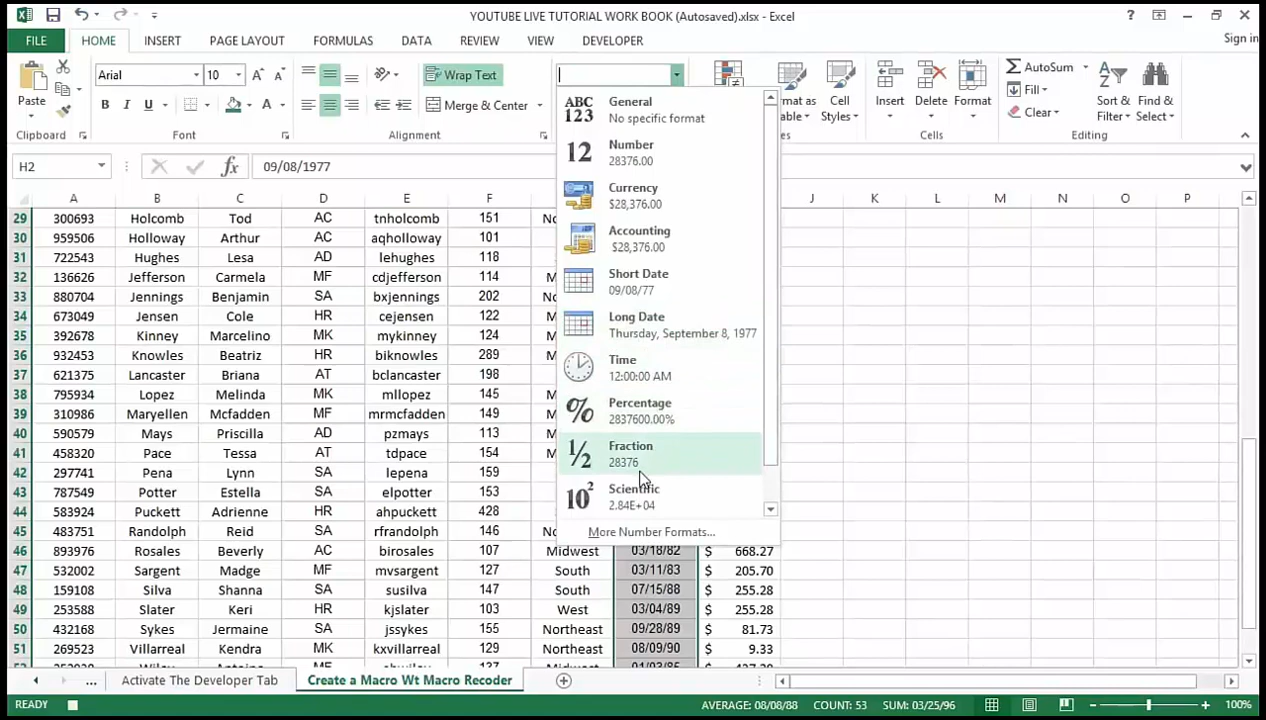 YOUTUBE LIVE TUTORIAL WORK BOOK (Autosaved).xlsx - Excel
FILE HOME INSERT PAGE LAYOUT FORMULAS DATA REVIEW VIEW DEVELOPER Sign in
Arial 10 Wrap Text
Paste B I U A Merge & Center
Format as Table Cell Styles Insert Delete Format
AutoSum Fill Clear Sort & Filter Find & Select
Clipboard Font Alignment Cells Editing
H2 fx 09/08/1977
A B C D E F J K L M N O P
29 300693 Holcomb Tod AC tnholcomb 151
30 959506 Holloway Arthur AC aqholloway 101
31 722543 Hughes Lesa AD lehughes 118
32 136626 Jefferson Carmela MF cdjefferson 114
33 880704 Jennings Benjamin SA bxjennings 202
34 673049 Jensen Cole HR cejensen 122
35 392678 Kinney Marcelino MK mykinney 124
36 932453 Knowles Beatriz HR biknowles 289
37 621375 Lancaster Briana AT bclancaster 198
38 795934 Lopez Melinda MK mllopez 145
39 310986 Maryellen Mcfadden MF mrmcfadden 149
40 590579 Mays Priscilla AD pzmays 113
41 458320 Pace Tessa AT tdpace 154
42 297741 Pena Lynn SA lepena 159
43 787549 Potter Estella SA elpotter 153
44 583924 Puckett Adrienne HR ahpuckett 428
45 483751 Randolph Reid SA rfrandolph 146
46 893976 Rosales Beverly AC birosales 107 Midwest 03/18/82 $ 668.27
47 532002 Sargent Madge MF mvsargent 127 South 03/11/83 $ 205.70
48 159108 Silva Shanna SA susilva 147 South 07/15/88 $ 255.28
49 253588 Slater Keri HR kjslater 103 West 03/04/89 $ 255.28
50 432168 Sykes Jermaine SA jssykes 155 Northeast 09/28/89 $ 81.73
51 269523 Villarreal Kendra MK kxvillarreal 129 Northeast 08/09/90 $ 9.33
General
No specific format
Number
28376.00
Currency
$28,376.00
Accounting
$28,376.00
Short Date
09/08/77
Long Date
Thursday, September 8, 1977
Time
12:00:00 AM
Percentage
2837600.00%
Fraction
28376
Scientific
2.84E+04
More Number Formats...
... Activate The Developer Tab Create a Macro Wt Macro Recoder
READY AVERAGE: 08/08/88 COUNT: 53 SUM: 03/25/96 100%